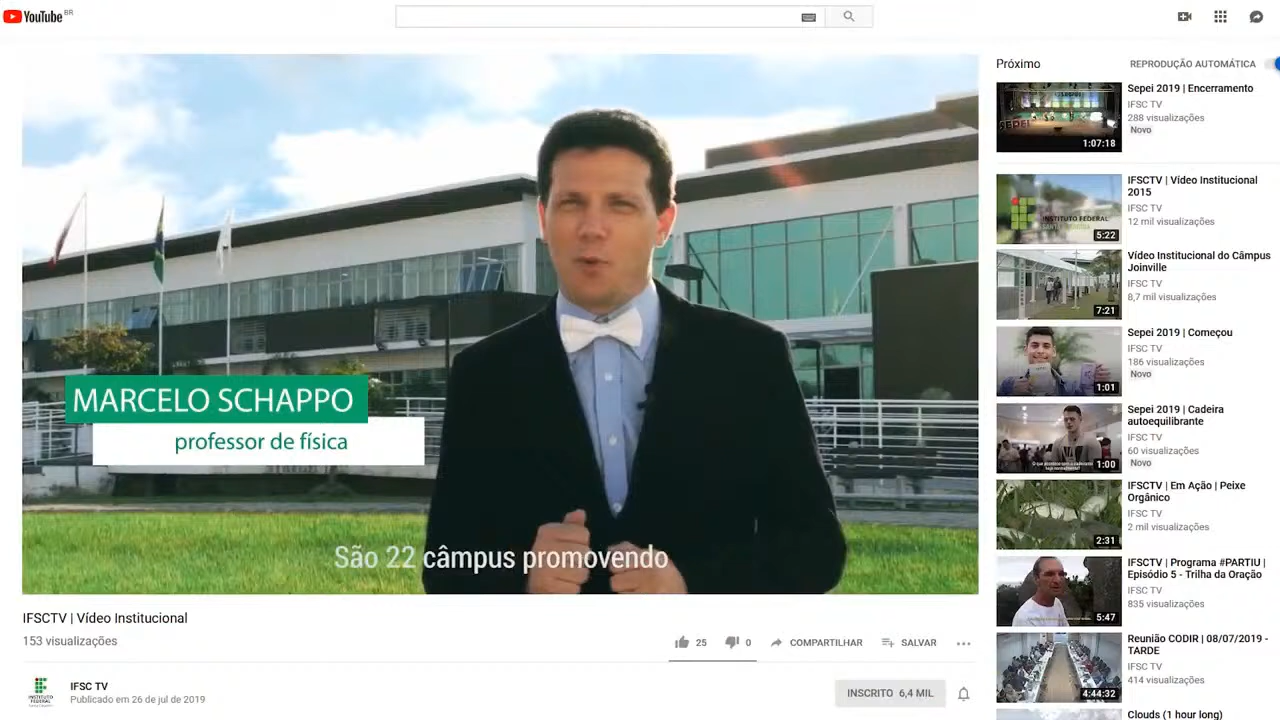 YouTube BR
MARCELO SCHAPPO
professor de física
São 22 câmpus promovendo
IFSCTV | Vídeo Institucional
153 visualizações
25
0
COMPARTILHAR
SALVAR
IFSC TV
Publicado em 26 de jul de 2019
INSCRITO 6,4 MIL
Próximo
REPRODUÇÃO AUTOMÁTICA
SEPEI
1:07:18
Sepei 2019 | Encerramento
IFSC TV
288 visualizações
Novo
INSTITUTO FEDERAL
5:22
IFSCTV | Vídeo Institucional
2015
IFSC TV
12 mil visualizações
7:21
Vídeo Institucional do Câmpus
Joinville
IFSC TV
8,7 mil visualizações
1:01
Sepei 2019 | Começou
IFSC TV
186 visualizações
Novo
1:00
Sepei 2019 | Cadeira
autoequilibrante
IFSC TV
60 visualizações
Novo
2:31
IFSCTV | Em Ação | Peixe
Orgânico
IFSC TV
2 mil visualizações
5:47
IFSCTV | Programa #PARTIU |
Episódio 5 - Trilha da Oração
IFSC TV
835 visualizações
4:44:32
Reunião CODIR | 08/07/2019 -
TARDE
IFSC TV
414 visualizações
Clouds (1 hour long)